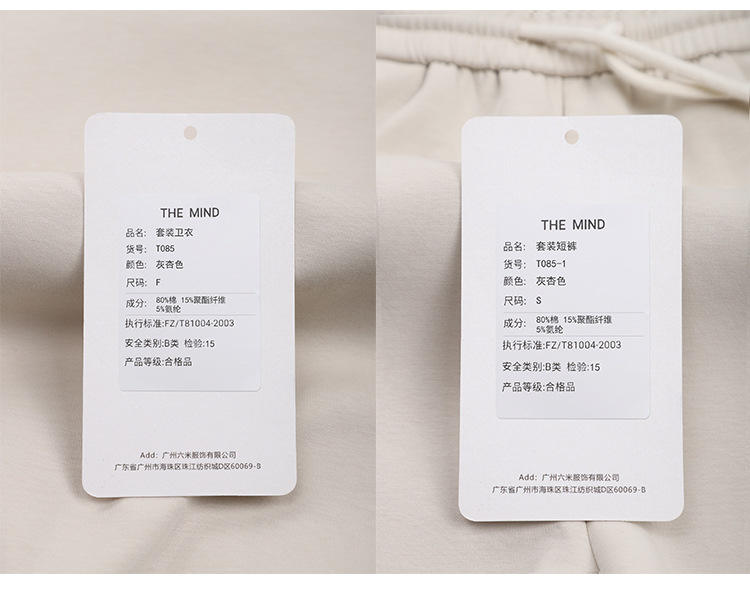 THE MIND
品名: 套装卫衣
货号: T085
颜色: 灰杏色
尺码: F
成分: 80%棉 15%聚酯纤维
5%氨纶
执行标准:FZ/T81004-2003
安全类别:B类 检验:15
产品等级:合格品
Add: 广州六米服饰有限公司
广东省广州市海珠区珠江纺织城D区60069-B
THE MIND
品名: 套装短裤
货号: T085-1
颜色: 灰杏色
尺码: S
成分: 80%棉 15%聚酯纤维
5%氨纶
执行标准:FZ/T81004-2003
安全类别:B类 检验:15
产品等级:合格品
Add: 广州六米服饰有限公司
广东省广州市海珠区珠江纺织城D区60069-B